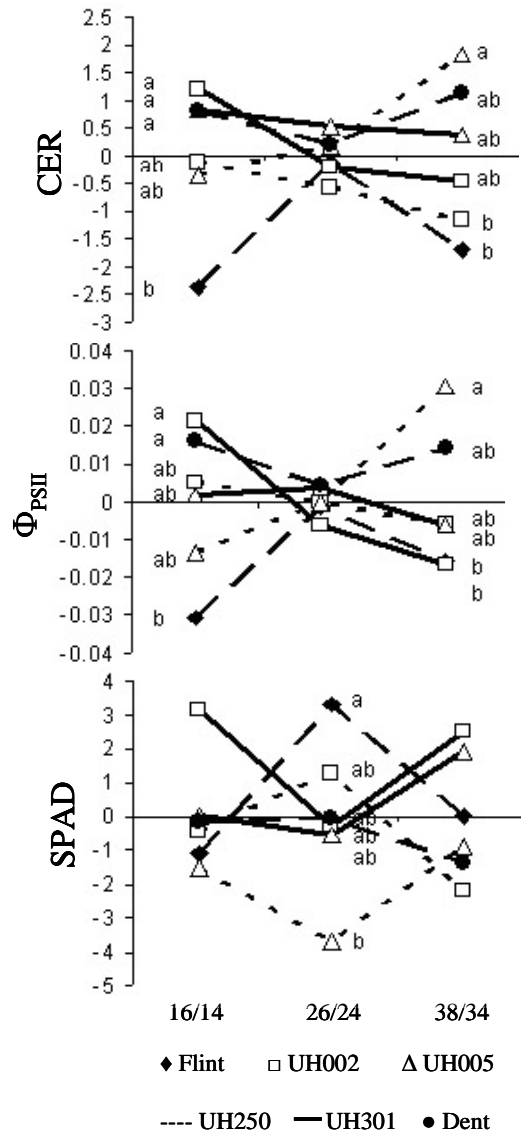 2.5
2
1.5
1
0.5
0
-0.5
-1
-1.5
-2
-2.5
-3
CER
a
a
a
ab
ab
b
a
ab
ab
ab
b
b
0.04
0.03
0.02
0.01
0
-0.01
-0.02
-0.03
-0.04
ΦPSII
a
a
ab
ab
ab
b
a
ab
ab
ab
b
b
4
3
2
1
0
-1
-2
-3
-4
-5
SPAD
a
ab
ab
ab
ab
b
16/14 26/24 38/34
♦ Flint □ UH002 △ UH005
---- UH250 — UH301 ● Dent